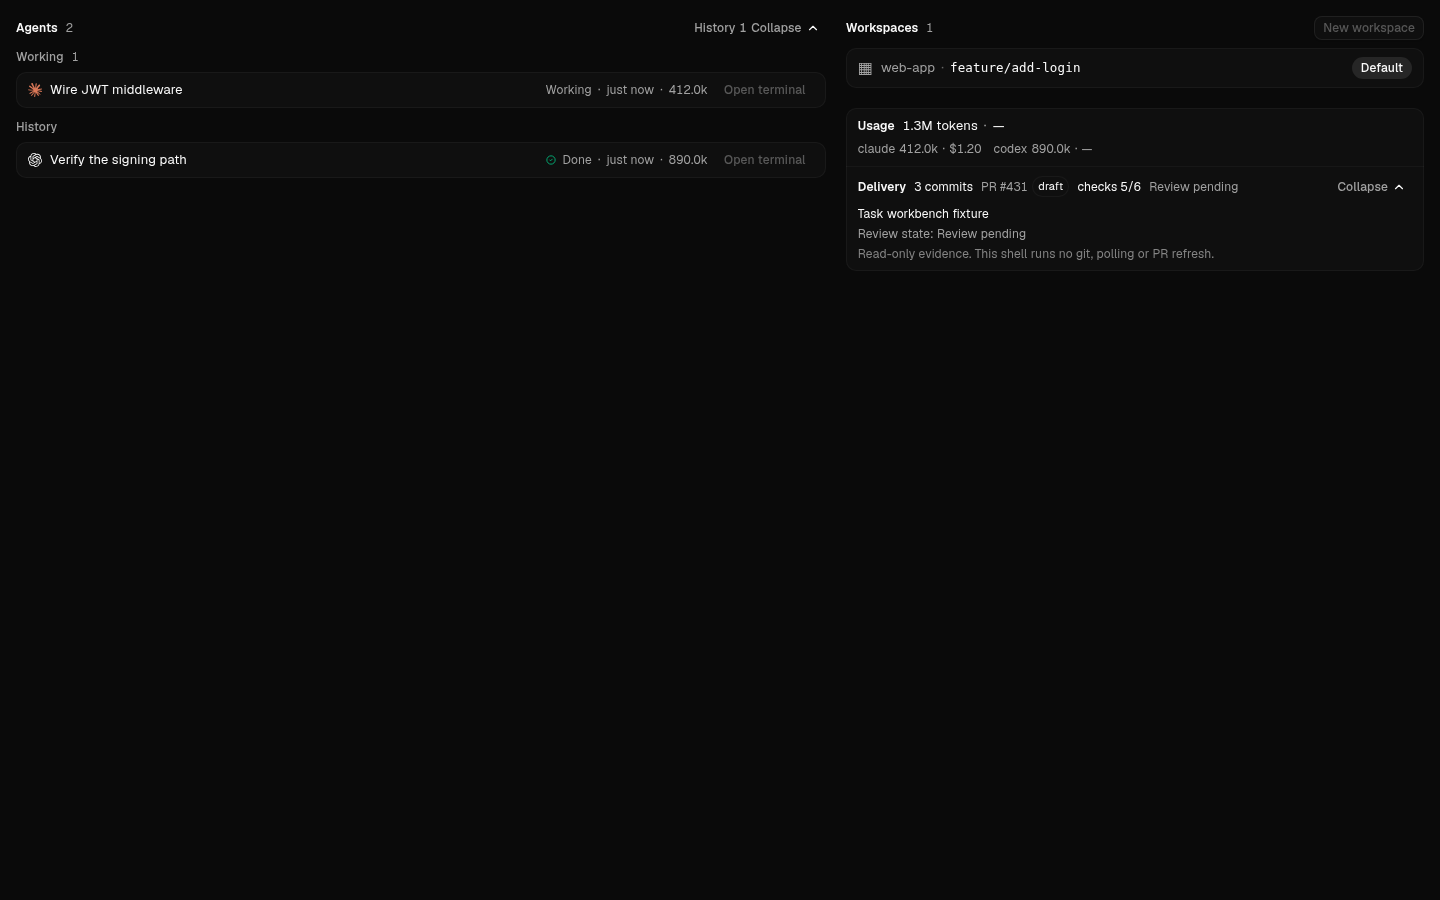 Agents 2
History 1 Collapse
Working 1
Wire JWT middleware
Working · just now · 412.0k Open terminal
History
Verify the signing path
Done · just now · 890.0k Open terminal
Workspaces 1
New workspace
web-app · feature/add-login
Default
Usage 1.3M tokens · —
claude 412.0k · $1.20 codex 890.0k · —
Delivery 3 commits PR #431 draft checks 5/6 Review pending
Collapse
Task workbench fixture
Review state: Review pending
Read-only evidence. This shell runs no git, polling or PR refresh.